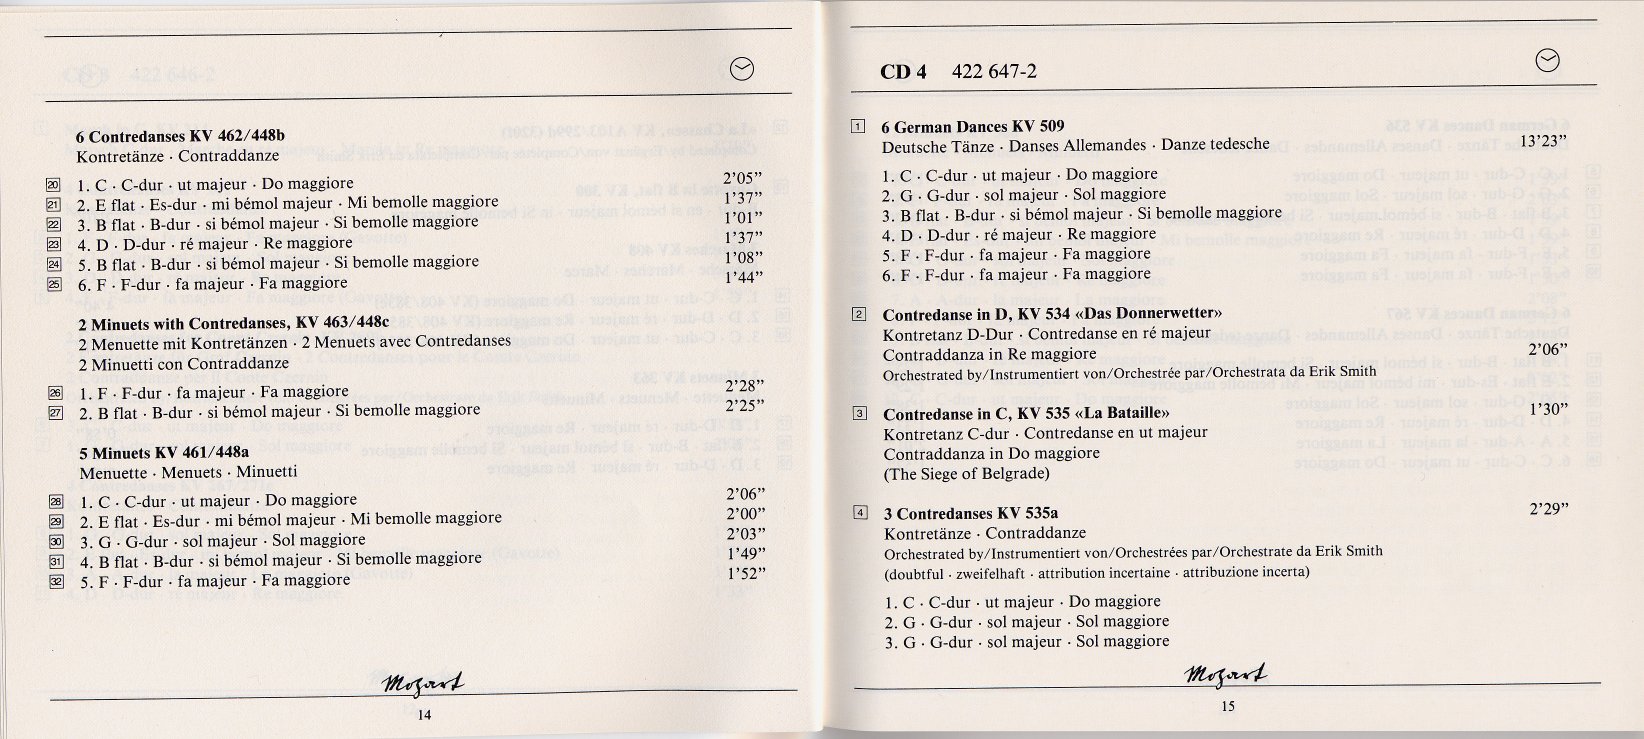 6 Contredanses KV 462/448b
Kontretänze · Contraddanze
20 1. C · C-dur · ut majeur · Do maggiore 2’05”
21 2. E flat · Es-dur · mi bémol majeur · Mi bemolle maggiore 1’37”
22 3. B flat · B-dur · si bémol majeur · Si bemolle maggiore 1’01”
23 4. D · D-dur · ré majeur · Re maggiore 1’37”
24 5. B flat · B-dur · si bémol majeur · Si bemolle maggiore 1’08”
25 6. F · F-dur · fa majeur · Fa maggiore 1’44”
2 Minuets with Contredanses, KV 463/448c
2 Menuette mit Kontretänzen · 2 Menuets avec Contredanses
2 Minuetti con Contraddanze
26 1. F · F-dur · fa majeur · Fa maggiore 2’28”
27 2. B flat · B-dur · si bémol majeur · Si bemolle maggiore 2’25”
5 Minuets KV 461/448a
Menuette · Menuets · Minuetti
28 1. C · C-dur · ut majeur · Do maggiore 2’06”
29 2. E flat · Es-dur · mi bémol majeur · Mi bemolle maggiore 2’00”
30 3. G · G-dur · sol majeur · Sol maggiore 2’03”
31 4. B flat · B-dur · si bémol majeur · Si bemolle maggiore 1’49”
32 5. F · F-dur · fa majeur · Fa maggiore 1’52”
Mozart
14
CD 4 422 647-2
1 6 German Dances KV 509 13’23”
Deutsche Tänze · Danses Allemandes · Danze tedesche
1. C · C-dur · ut majeur · Do maggiore
2. G · G-dur · sol majeur · Sol maggiore
3. B flat · B-dur · si bémol majeur · Si bemolle maggiore
4. D · D-dur · ré majeur · Re maggiore
5. F · F-dur · fa majeur · Fa maggiore
6. F · F-dur · fa majeur · Fa maggiore
2 Contredanse in D, KV 534 «Das Donnerwetter»
Kontretanz D-Dur · Contredanse en ré majeur
Contraddanza in Re maggiore 2’06”
Orchestrated by/Instrumentiert von/Orchestrée par/Orchestrata da Erik Smith
3 Contredanse in C, KV 535 «La Bataille» 1’30”
Kontretanz C-dur · Contredanse en ut majeur
Contraddanza in Do maggiore
(The Siege of Belgrade)
4 3 Contredanses KV 535a 2’29”
Kontretänze · Contraddanze
Orchestrated by/Instrumentiert von/Orchestrées par/Orchestrate da Erik Smith
(doubtful · zweifelhaft · attribution incertaine · attribuzione incerta)
1. C · C-dur · ut majeur · Do maggiore
2. G · G-dur · sol majeur · Sol maggiore
3. G · G-dur · sol majeur · Sol maggiore
Mozart
15